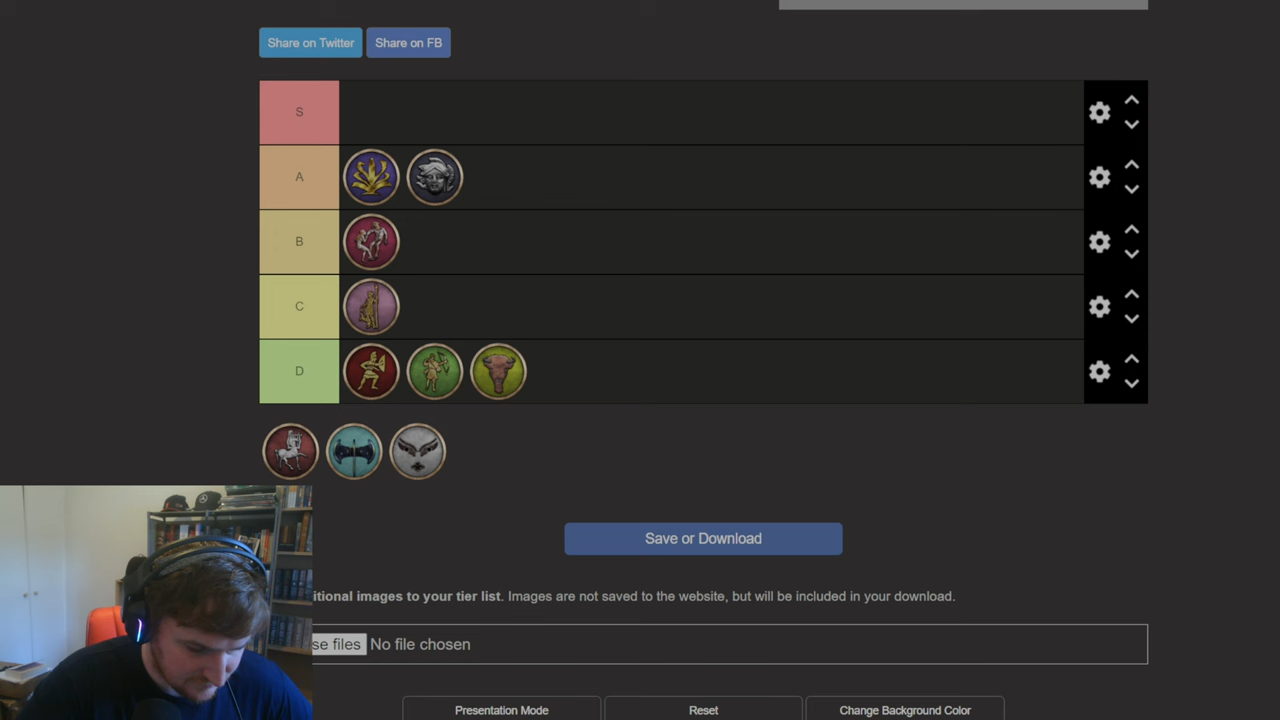 Share on Twitter
Share on FB
S
A
B
C
D
Save or Download
itional images to your tier list. Images are not saved to the website, but will be included in your download.
se files No file chosen
Presentation Mode
Reset
Change Background Color